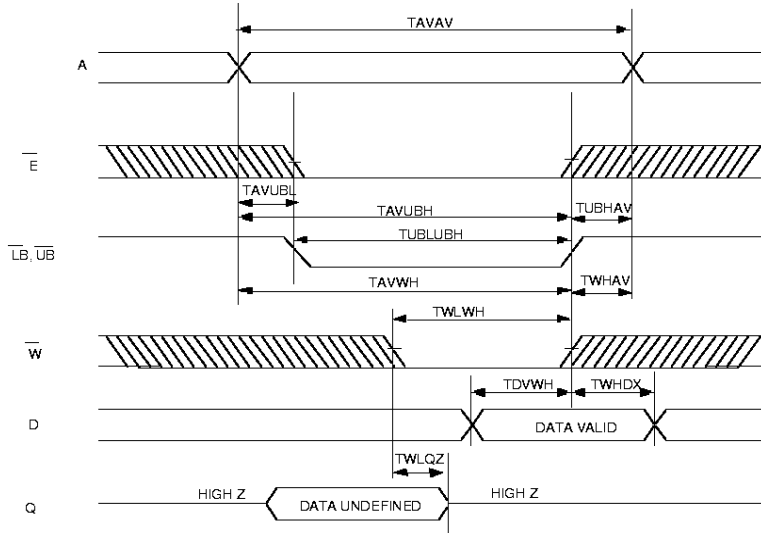 TAVAV
A
E
TAVUBL
TAVUBH
TUBHAV
LB, UB
TUBLUBH
TAVWH
TWHAV
TWLWH
W
TDVWH
TWHDX
D
DATA VALID
TWLQZ
HIGH Z
HIGH Z
Q
DATA UNDEFINED